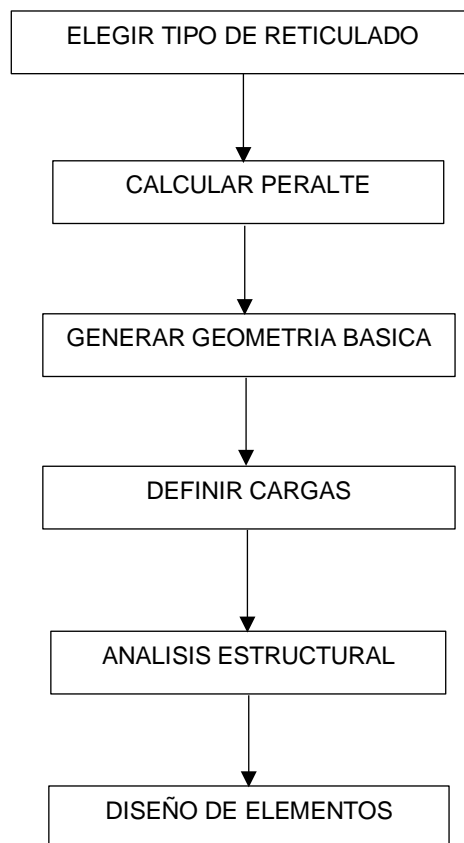 ELEGIR TIPO DE RETICULADO
CALCULAR PERALTE
GENERAR GEOMETRIA BASICA
DEFINIR CARGAS
ANALISIS ESTRUCTURAL
DISEÑO DE ELEMENTOS